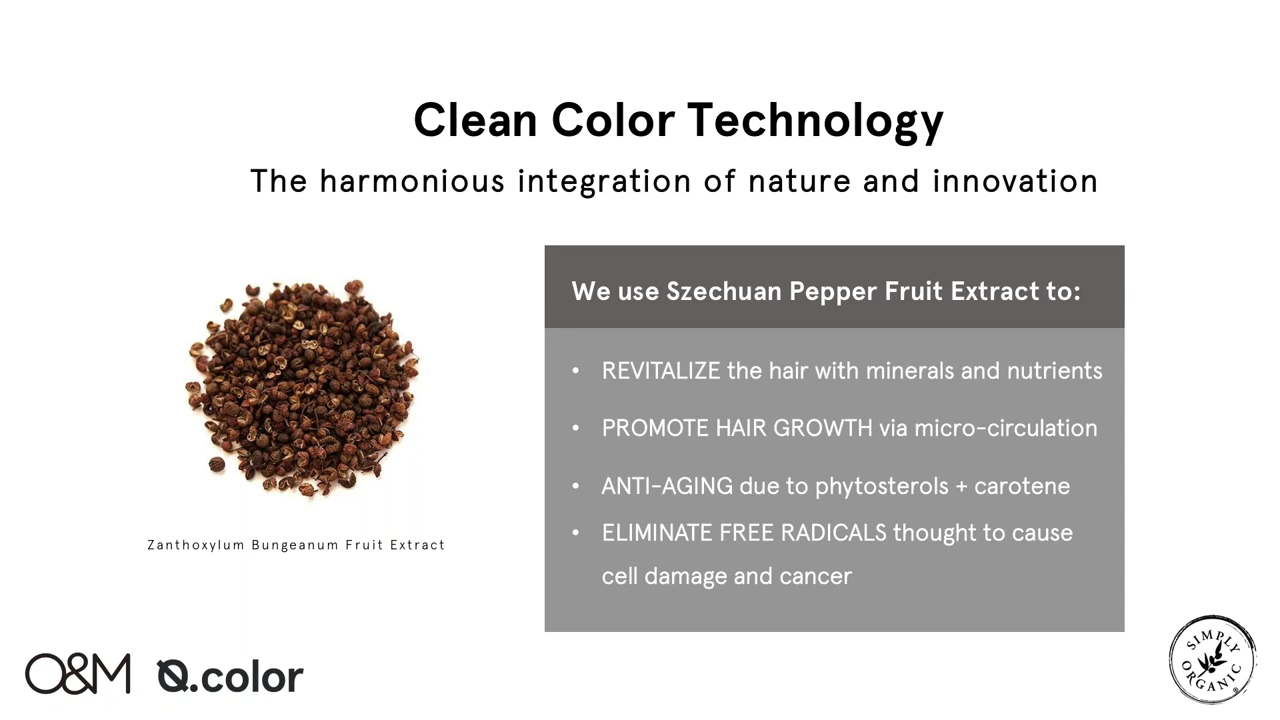 Clean Color Technology
The harmonious integration of nature and innovation
We use Szechuan Pepper Fruit Extract to:
• REVITALIZE the hair with minerals and nutrients
• PROMOTE HAIR GROWTH via micro-circulation
• ANTI-AGING due to phytosterols + carotene
• ELIMINATE FREE RADICALS thought to cause
cell damage and cancer
Zanthoxylum Bungeanum Fruit Extract
O&M
Ø.color
SIMPLY
ORGANIC
®